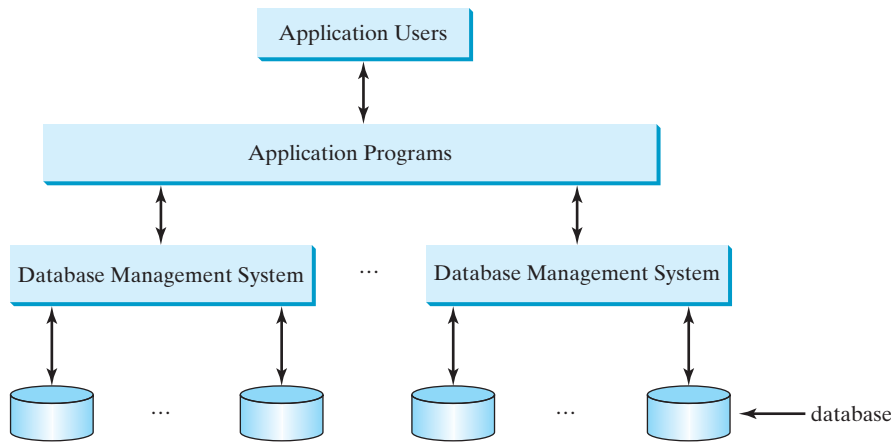 Application Users
Application Programs
Database Management System ... Database Management System
... ... database